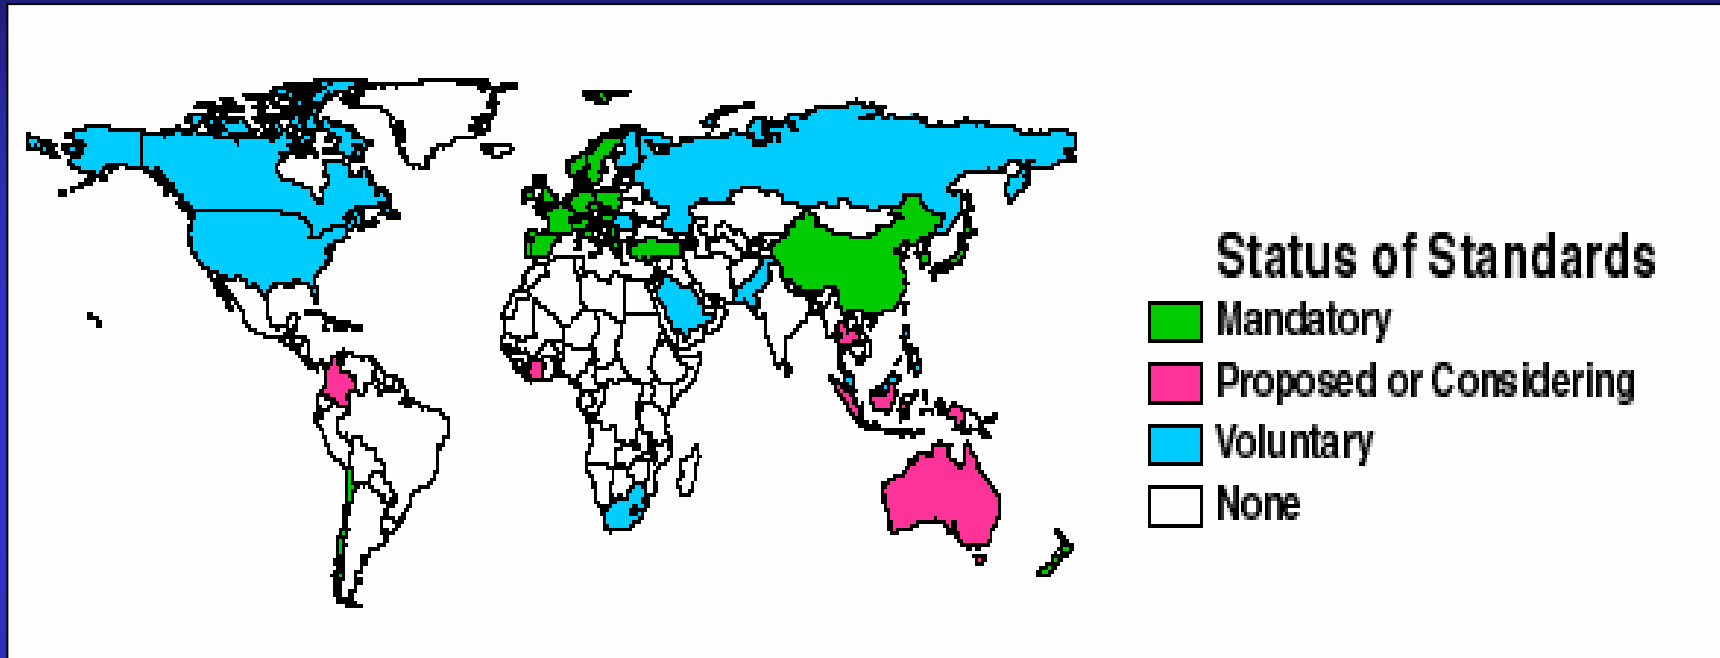 Status of Standards
Mandatory
Proposed or Considering
Voluntary
None